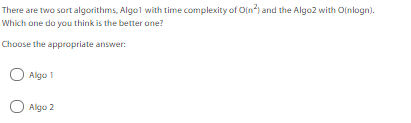 There are two sort algorithms, Algo1 with time complexity of O(n²) and the Algo2 with O(nlogn).
Which one do you think is the better one?
Choose the appropriate answer:
Algo 1
Algo 2